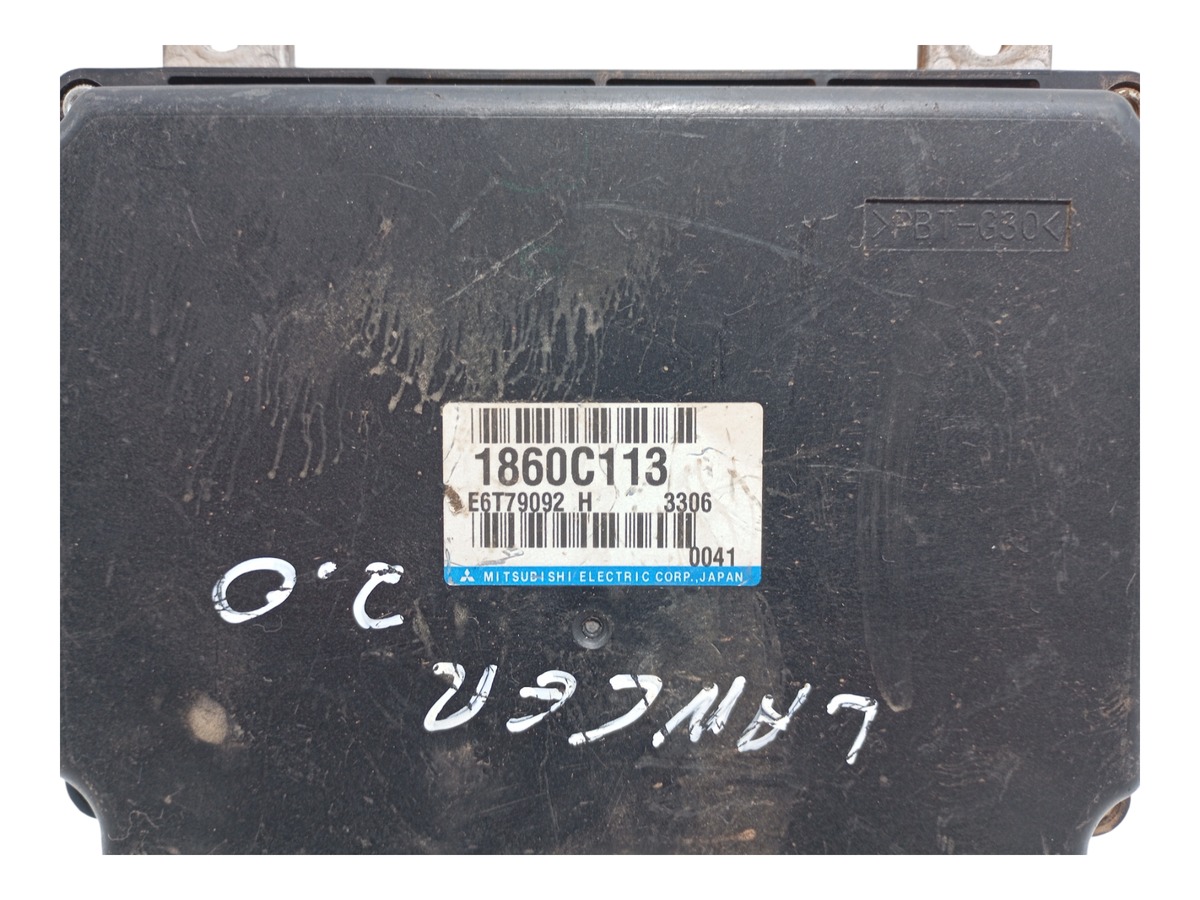 >PBT-G30<
1860C113
E6T79092 H 3306
0041
MITSUBISHI ELECTRIC CORP., JAPAN
LANCER
2.0